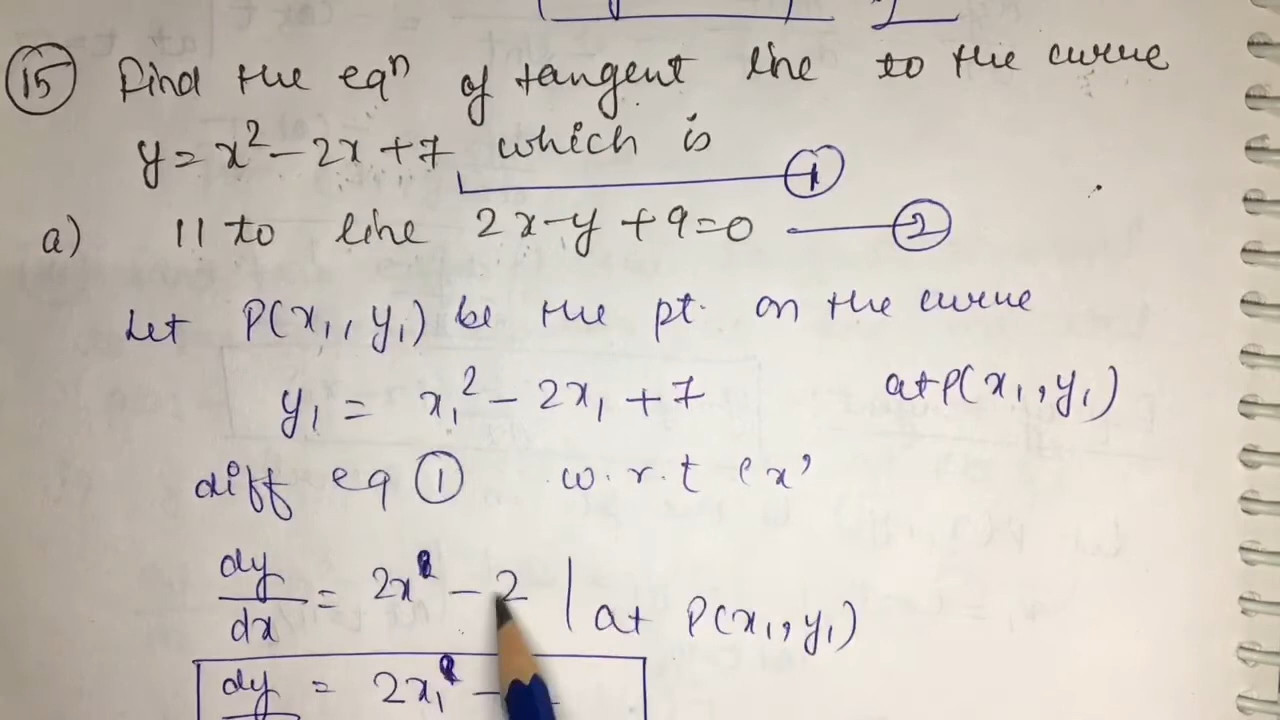 15 Find the eqⁿ of tangent line to the curve
y = x² - 2x + 7 which is 1
a) || to line 2x - y + 9 = 0 2
Let P(x₁, y₁) be the pt. on the curve
y₁ = x₁² - 2x₁ + 7 at P(x₁, y₁)
diff eq 1 w.r.t 'x'
dy/dx = 2x - 2 | at P(x₁, y₁)
dy = 2x₁ -